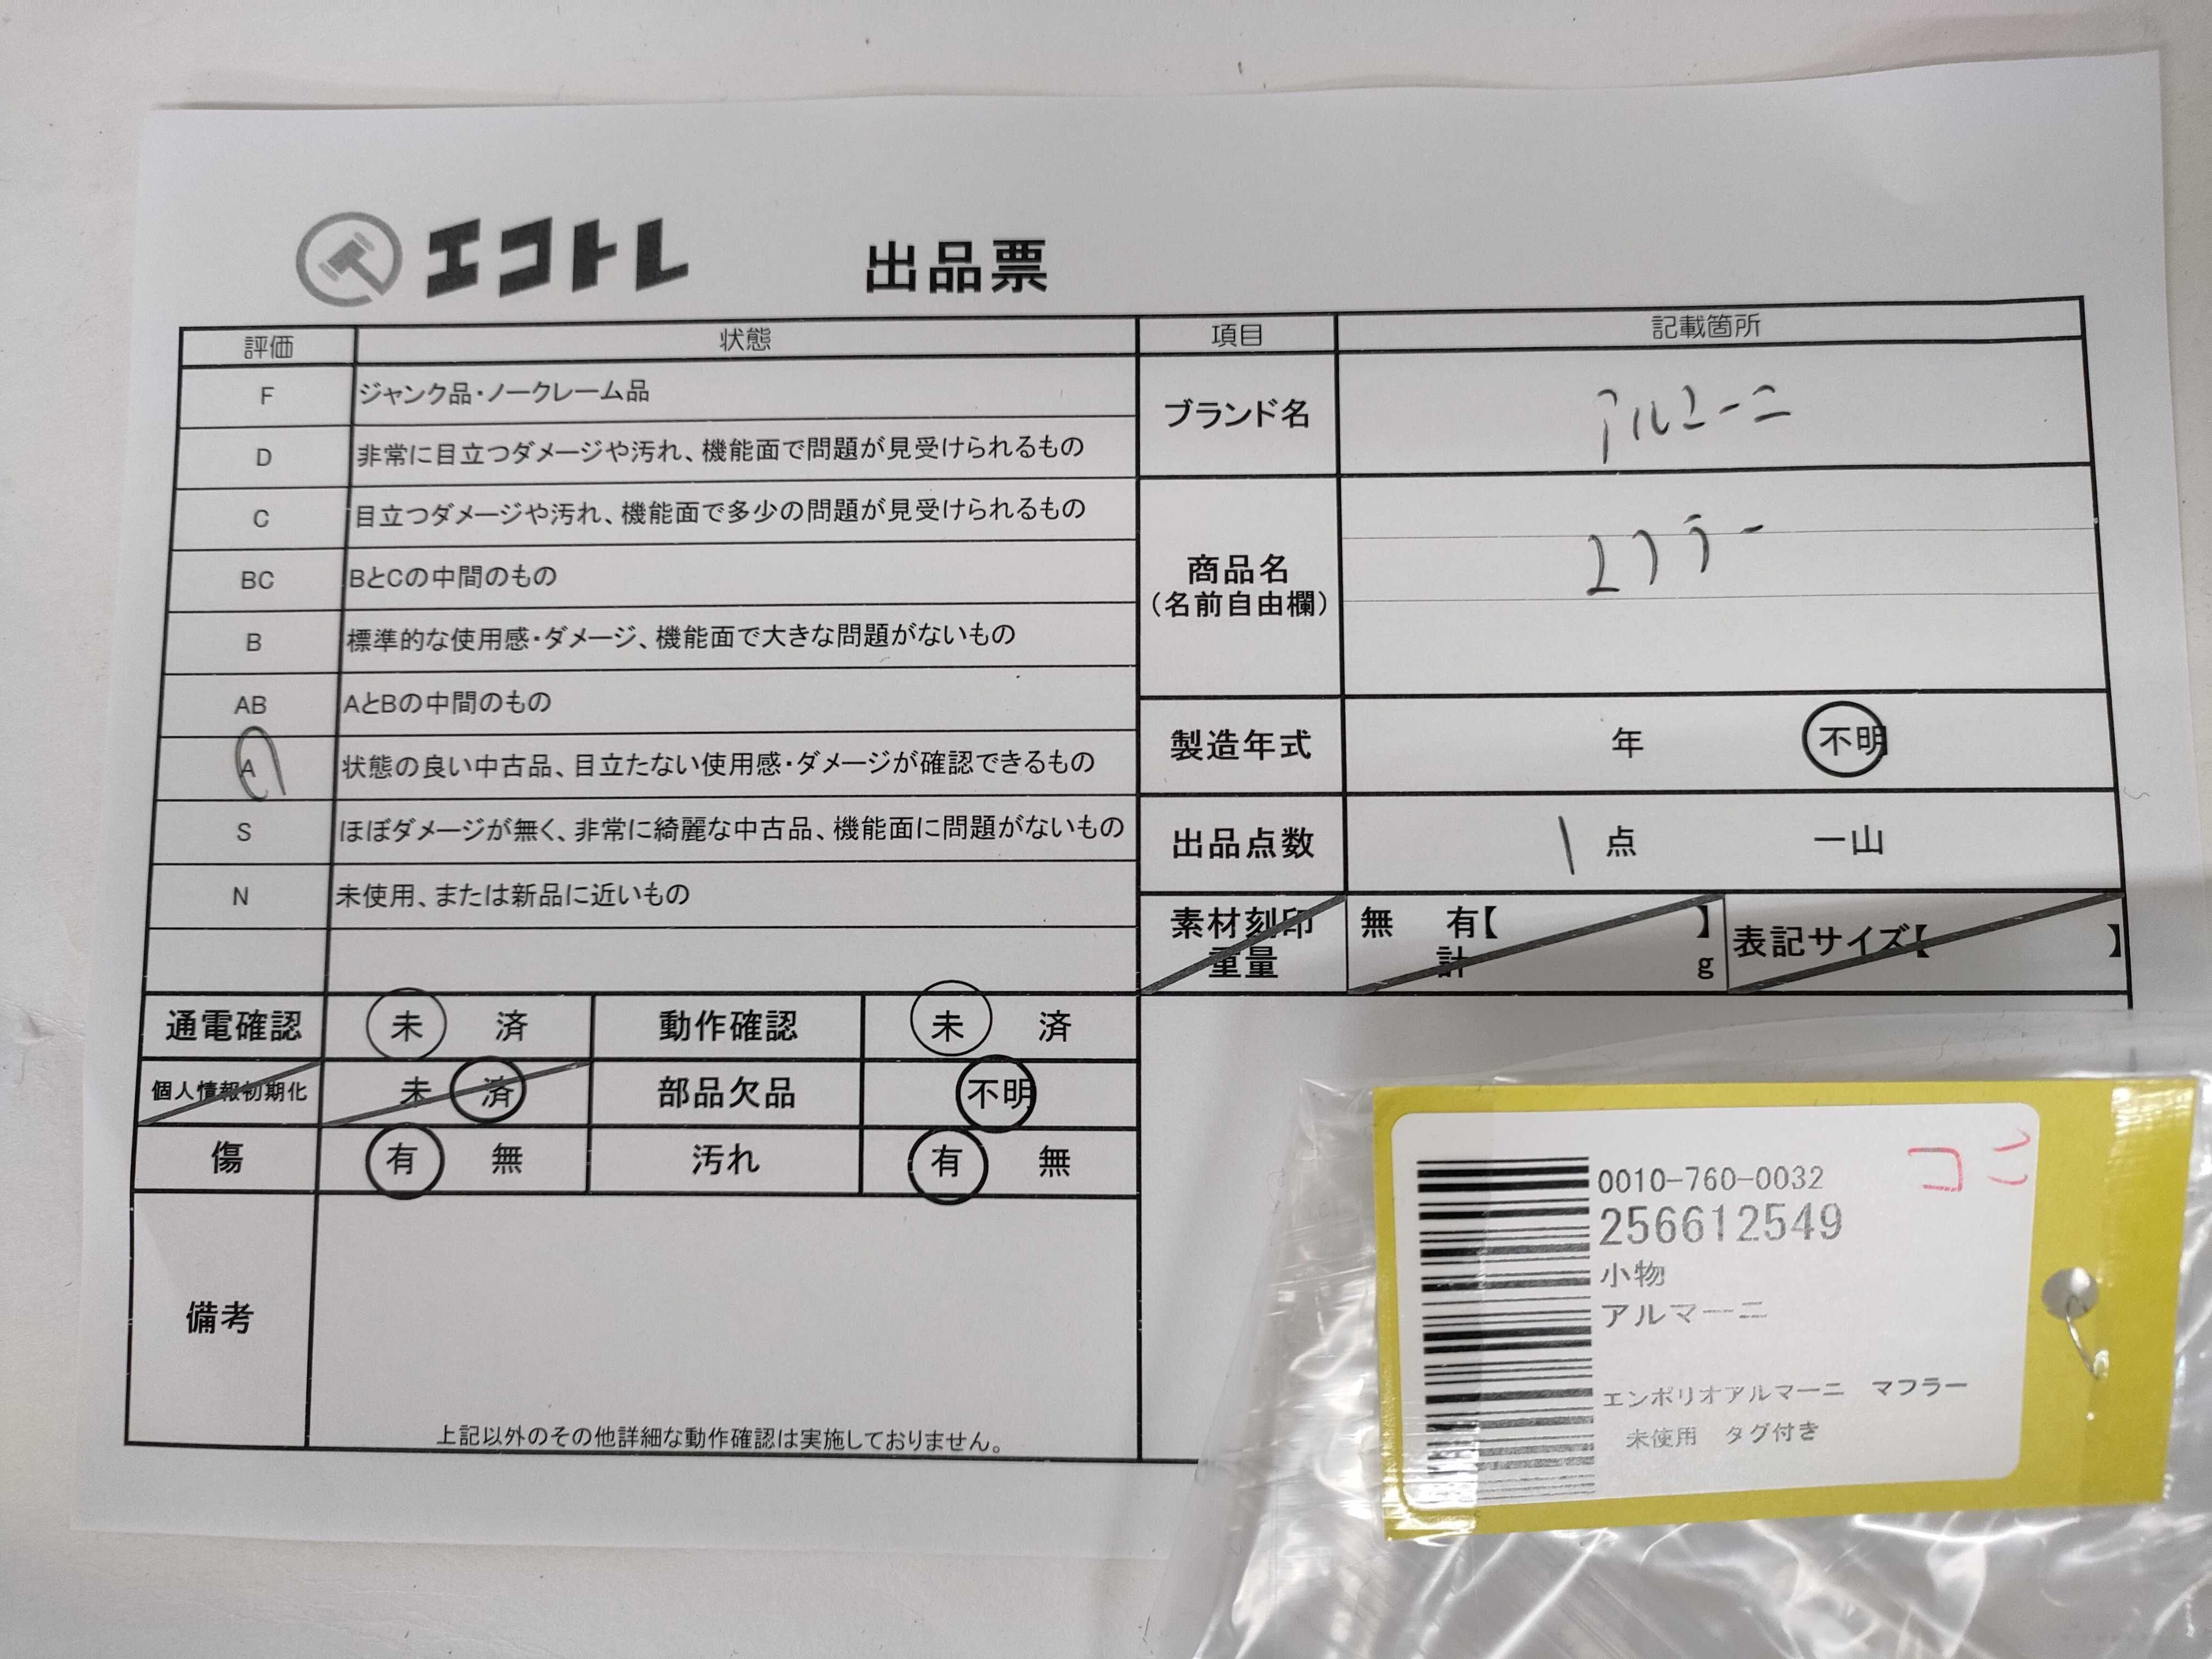 エコトレ 出品票
評価 状態
F ジャンク品・ノークレーム品
D 非常に目立つダメージや汚れ、機能面で問題が見受けられるもの
C 目立つダメージや汚れ、機能面で多少の問題が見受けられるもの
BC BとCの中間のもの
B 標準的な使用感・ダメージ、機能面で大きな問題がないもの
AB AとBの中間のもの
A 状態の良い中古品、目立たない使用感・ダメージが確認できるもの
S ほぼダメージが無く、非常に綺麗な中古品、機能面に問題がないもの
N 未使用、または新品に近いもの
項目 記載箇所
ブランド名 アルマーニ
商品名 マフラー
(名前自由欄)
製造年式 年 不明
出品点数 1 点 一山
素材刻印 無 有【 】
重量 計 g
表記サイズ【 】
通電確認 未 済 動作確認 未 済
個人情報初期化 未 済 部品欠品 不明
傷 有 無 汚れ 有 無
備考
上記以外のその他詳細な動作確認は実施しておりません。
0010-760-0032
256612549
小物
アルマーニ
エンポリオアルマーニ マフラー
未使用 タグ付き